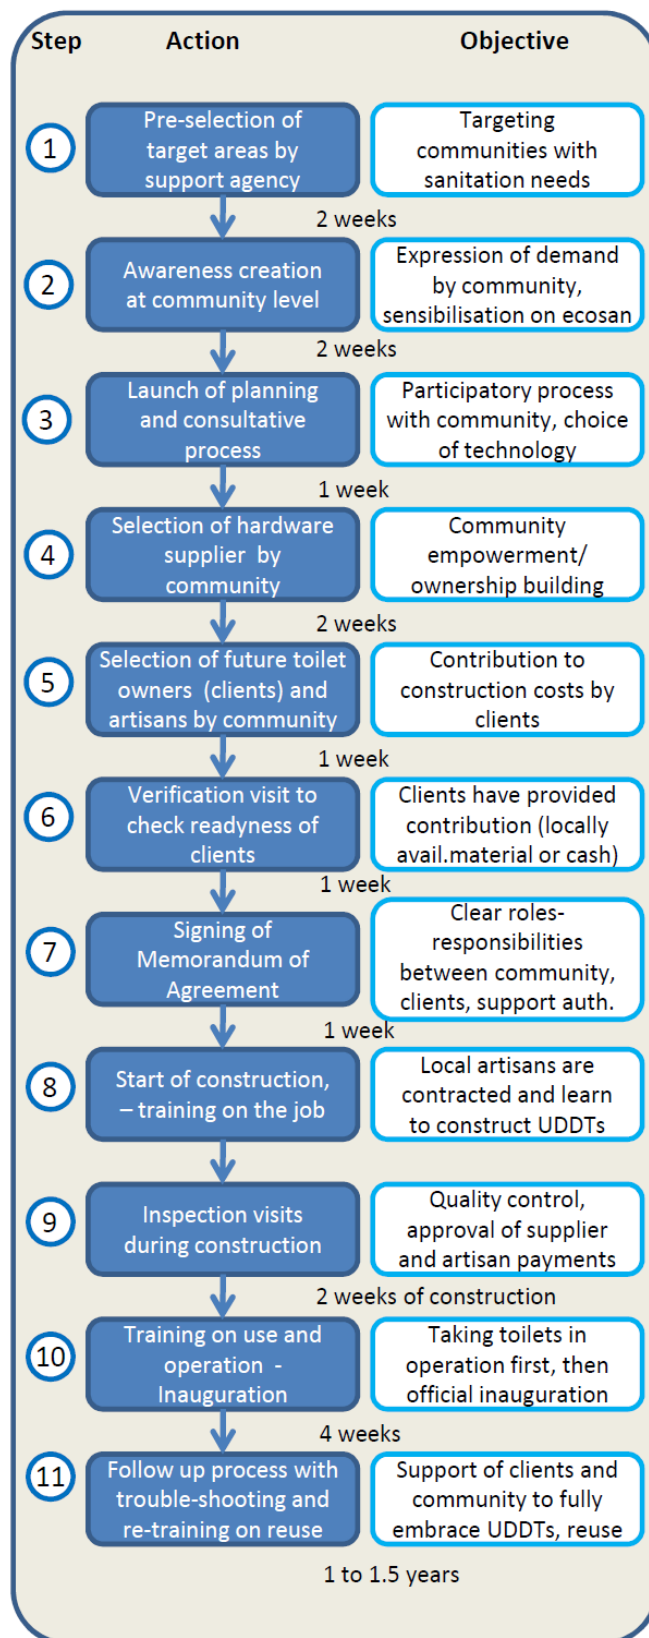 Step Action Objective
1
Pre-selection of
target areas by
support agency
Targeting
communities with
sanitation needs
2 weeks
2
Awareness creation
at community level
Expression of demand
by community,
sensibilisation on ecosan
2 weeks
3
Launch of planning
and consultative
process
Participatory process
with community, choice
of technology
1 week
4
Selection of hardware
supplier by
community
Community
empowerment/
ownership building
2 weeks
5
Selection of future toilet
owners (clients) and
artisans by community
Contribution to
construction costs by
clients
1 week
6
Verification visit to
check readyness of
clients
Clients have provided
contribution (locally
avail.material or cash)
1 week
7
Signing of
Memorandum of
Agreement
Clear roles-
responsibilities
between community,
clients, support auth.
1 week
8
Start of construction,
– training on the job
Local artisans are
contracted and learn
to construct UDDTs
9
Inspection visits
during construction
Quality control,
approval of supplier
and artisan payments
2 weeks of construction
10
Training on use and
operation -
Inauguration
Taking toilets in
operation first, then
official inauguration
4 weeks
11
Follow up process with
trouble-shooting and
re-training on reuse
Support of clients and
community to fully
embrace UDDTs, reuse
1 to 1.5 years